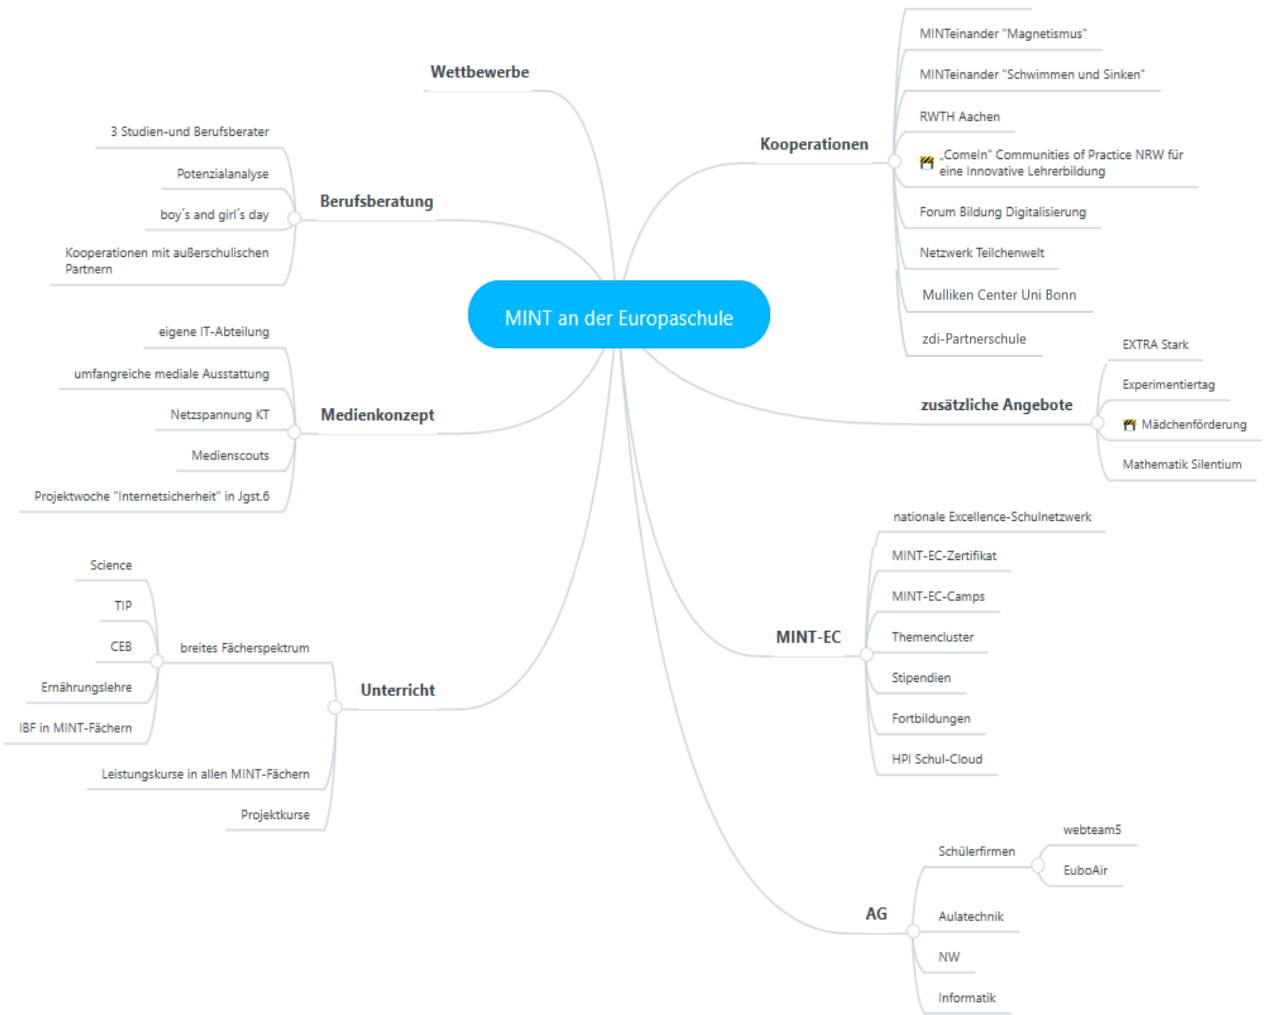 MINT an der Europaschule
Wettbewerbe
Berufsberatung
3 Studien-und Berufsberater
Potenzialanalyse
boy´s and girl´s day
Kooperationen mit außerschulischen
Partnern
Medienkonzept
eigene IT-Abteilung
umfangreiche mediale Ausstattung
Netzspannung KT
Medienscouts
Projektwoche "Internetsicherheit" in Jgst.6
Unterricht
breites Fächerspektrum
Science
TIP
CEB
Ernährungslehre
IBF in MINT-Fächern
Leistungskurse in allen MINT-Fächern
Projektkurse
Kooperationen
MINTeinander "Magnetismus"
MINTeinander "Schwimmen und Sinken"
RWTH Aachen
„ComeIn" Communities of Practice NRW für
eine Innovative Lehrerbildung
Forum Bildung Digitalisierung
Netzwerk Teilchenwelt
Mulliken Center Uni Bonn
zdi-Partnerschule
zusätzliche Angebote
EXTRA Stark
Experimentiertag
Mädchenförderung
Mathematik Silentium
MINT-EC
nationale Excellence-Schulnetzwerk
MINT-EC-Zertifikat
MINT-EC-Camps
Themencluster
Stipendien
Fortbildungen
HPI Schul-Cloud
AG
Schülerfirmen
webteam5
EuboAir
Aulatechnik
NW
Informatik